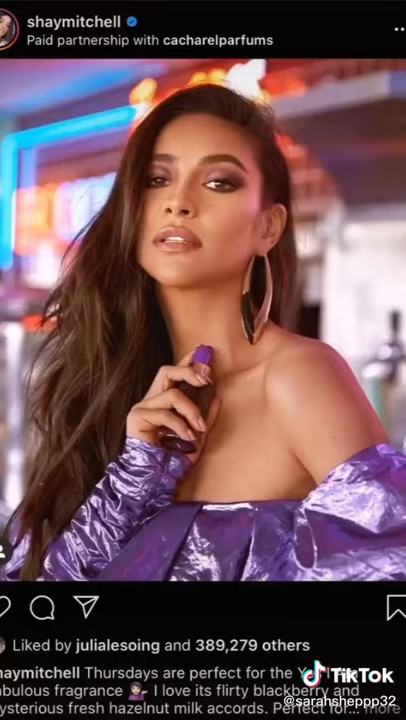 shaymitchell
Paid partnership with cacharelparfums
Liked by julialesoing and 389,279 others
haymitchell Thursdays are perfect for the
abulous fragrance 💁🏻‍♀️ I love its flirty blackberry and
ysterious fresh hazelnut milk accords. Perfect for... more
TikTok
@sarahsheppp32